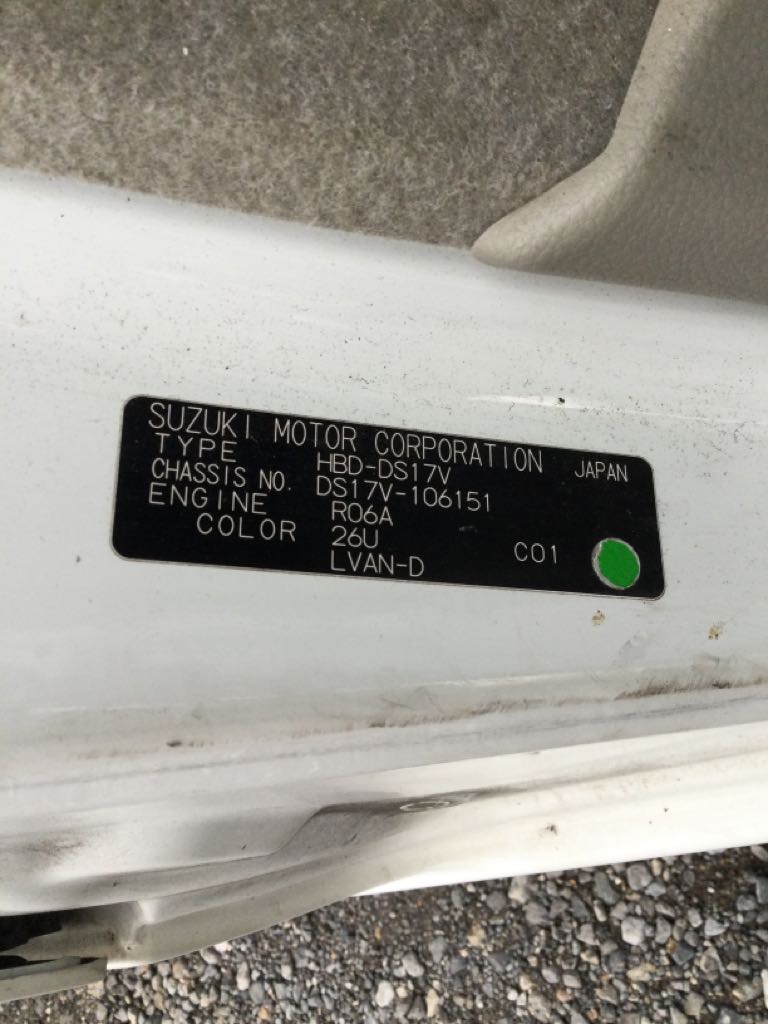 SUZUKI MOTOR CORPORATION JAPAN
TYPE HBD-DS17V
CHASSIS NO. DS17V-106151
ENGINE R06A
COLOR 26U C01
LVAN-D